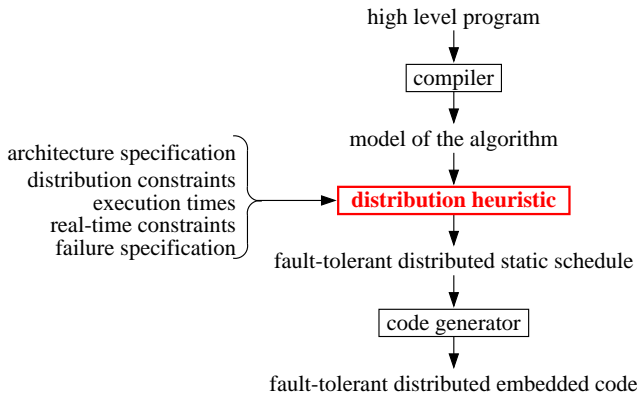 high level program
compiler
model of the algorithm
architecture specification
distribution constraints
execution times
real-time constraints
failure specification
distribution heuristic
fault-tolerant distributed static schedule
code generator
fault-tolerant distributed embedded code